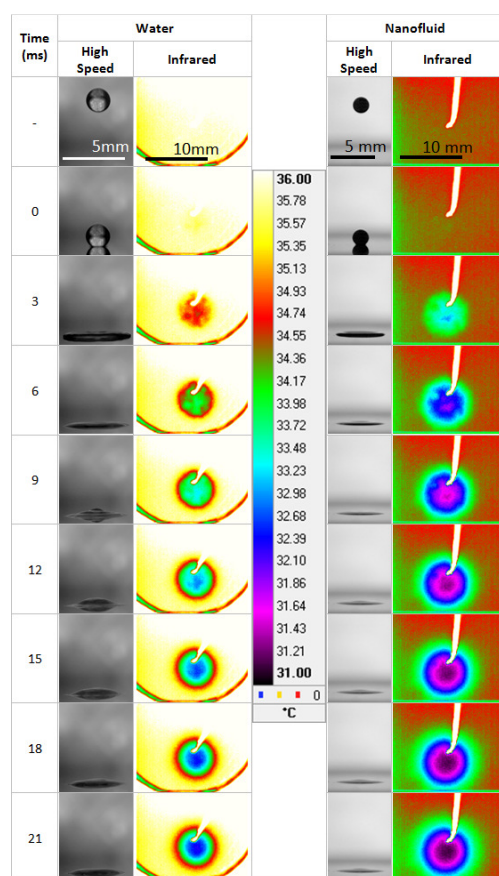 Time
(ms)
Water
Nanofluid
High
Speed
Infrared
High
Speed
Infrared
-
5mm
10mm
5 mm
10 mm
0
3
6
9
12
15
18
21
36.00
35.78
35.57
35.35
35.13
34.93
34.74
34.55
34.36
34.17
33.98
33.72
33.48
33.23
32.98
32.68
32.39
32.10
31.86
31.64
31.43
31.21
31.00
0
°C